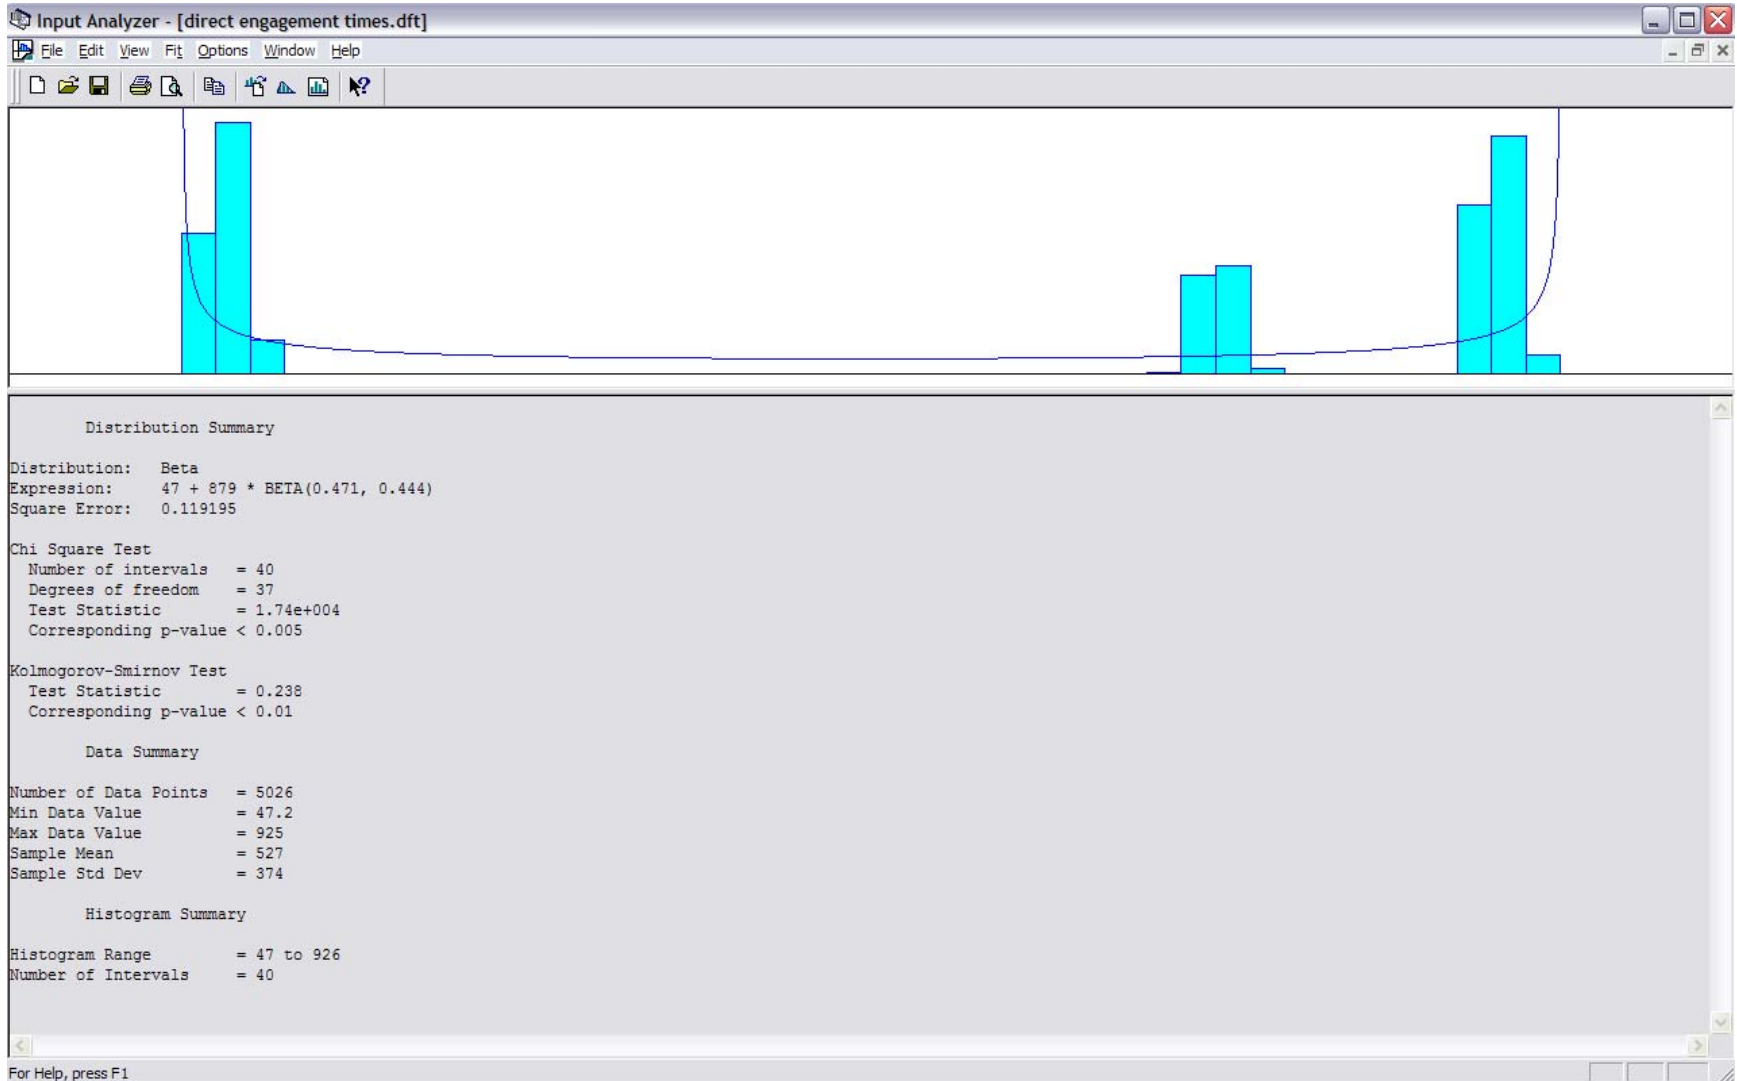 Input Analyzer - [direct engagement times.dft]
File Edit View Fit Options Window Help
Distribution Summary
Distribution: Beta
Expression: 47 + 879 * BETA(0.471, 0.444)
Square Error: 0.119195
Chi Square Test
Number of intervals = 40
Degrees of freedom = 37
Test Statistic = 1.74e+004
Corresponding p-value < 0.005
Kolmogorov-Smirnov Test
Test Statistic = 0.238
Corresponding p-value < 0.01
Data Summary
Number of Data Points = 5026
Min Data Value = 47.2
Max Data Value = 925
Sample Mean = 527
Sample Std Dev = 374
Histogram Summary
Histogram Range = 47 to 926
Number of Intervals = 40
For Help, press F1